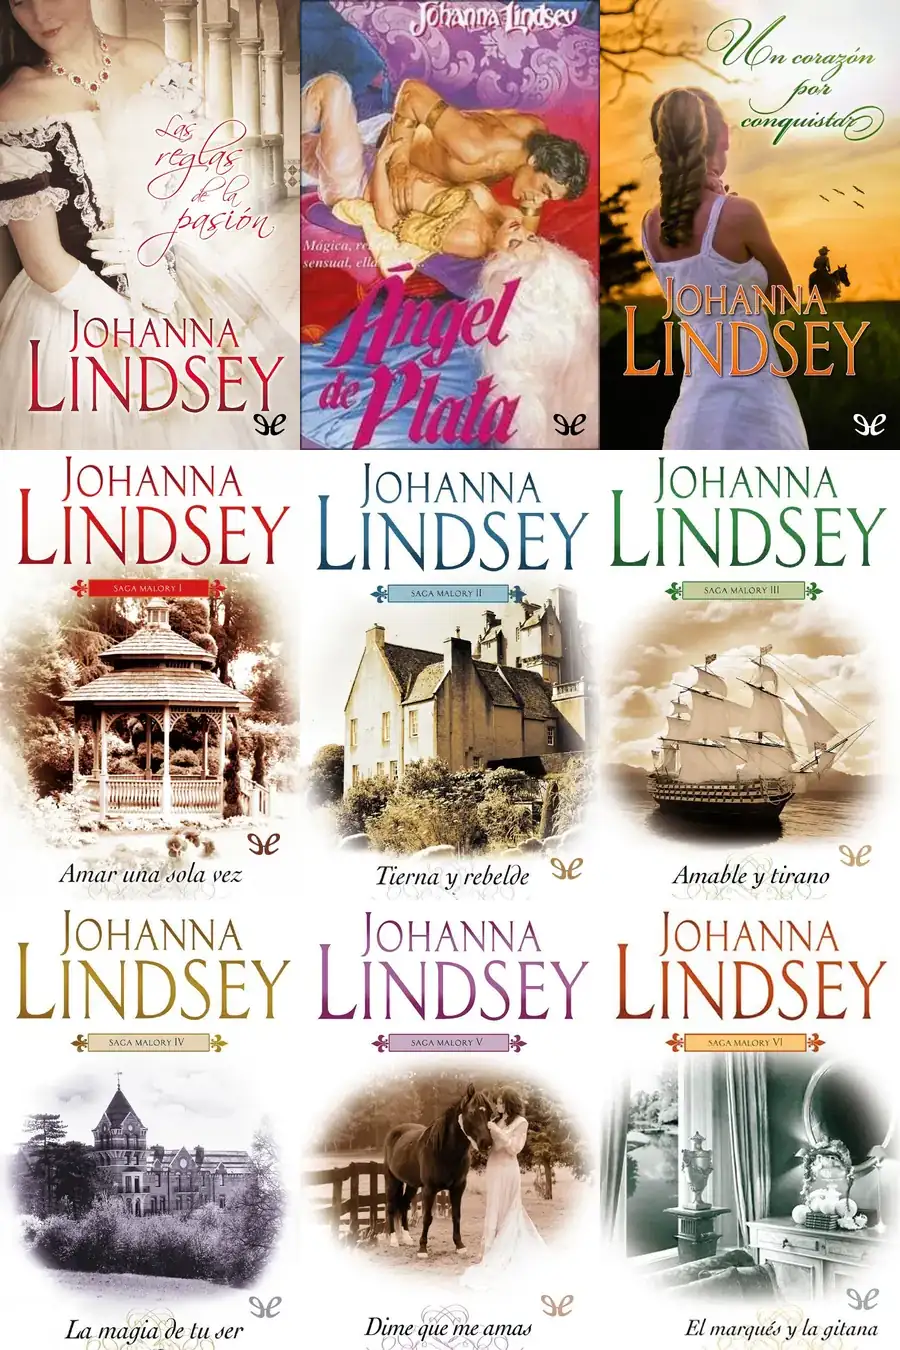 Las
reglas
de la
pasión
JOHANNA
LINDSEY
Johanna Lindsey
Mágica,
sensual, ella
Ángel
de Plata
Un corazón
por
conquistar
JOHANNA
LINDSEY
JOHANNA
LINDSEY
SAGA MALORY I
Amar una sola vez
JOHANNA
LINDSEY
SAGA MALORY II
Tierna y rebelde
JOHANNA
LINDSEY
SAGA MALORY III
Amable y tirano
JOHANNA
LINDSEY
SAGA MALORY IV
La magia de tu ser
JOHANNA
LINDSEY
SAGA MALORY V
Dime que me amas
JOHANNA
LINDSEY
SAGA MALORY VI
El marqués y la gitana